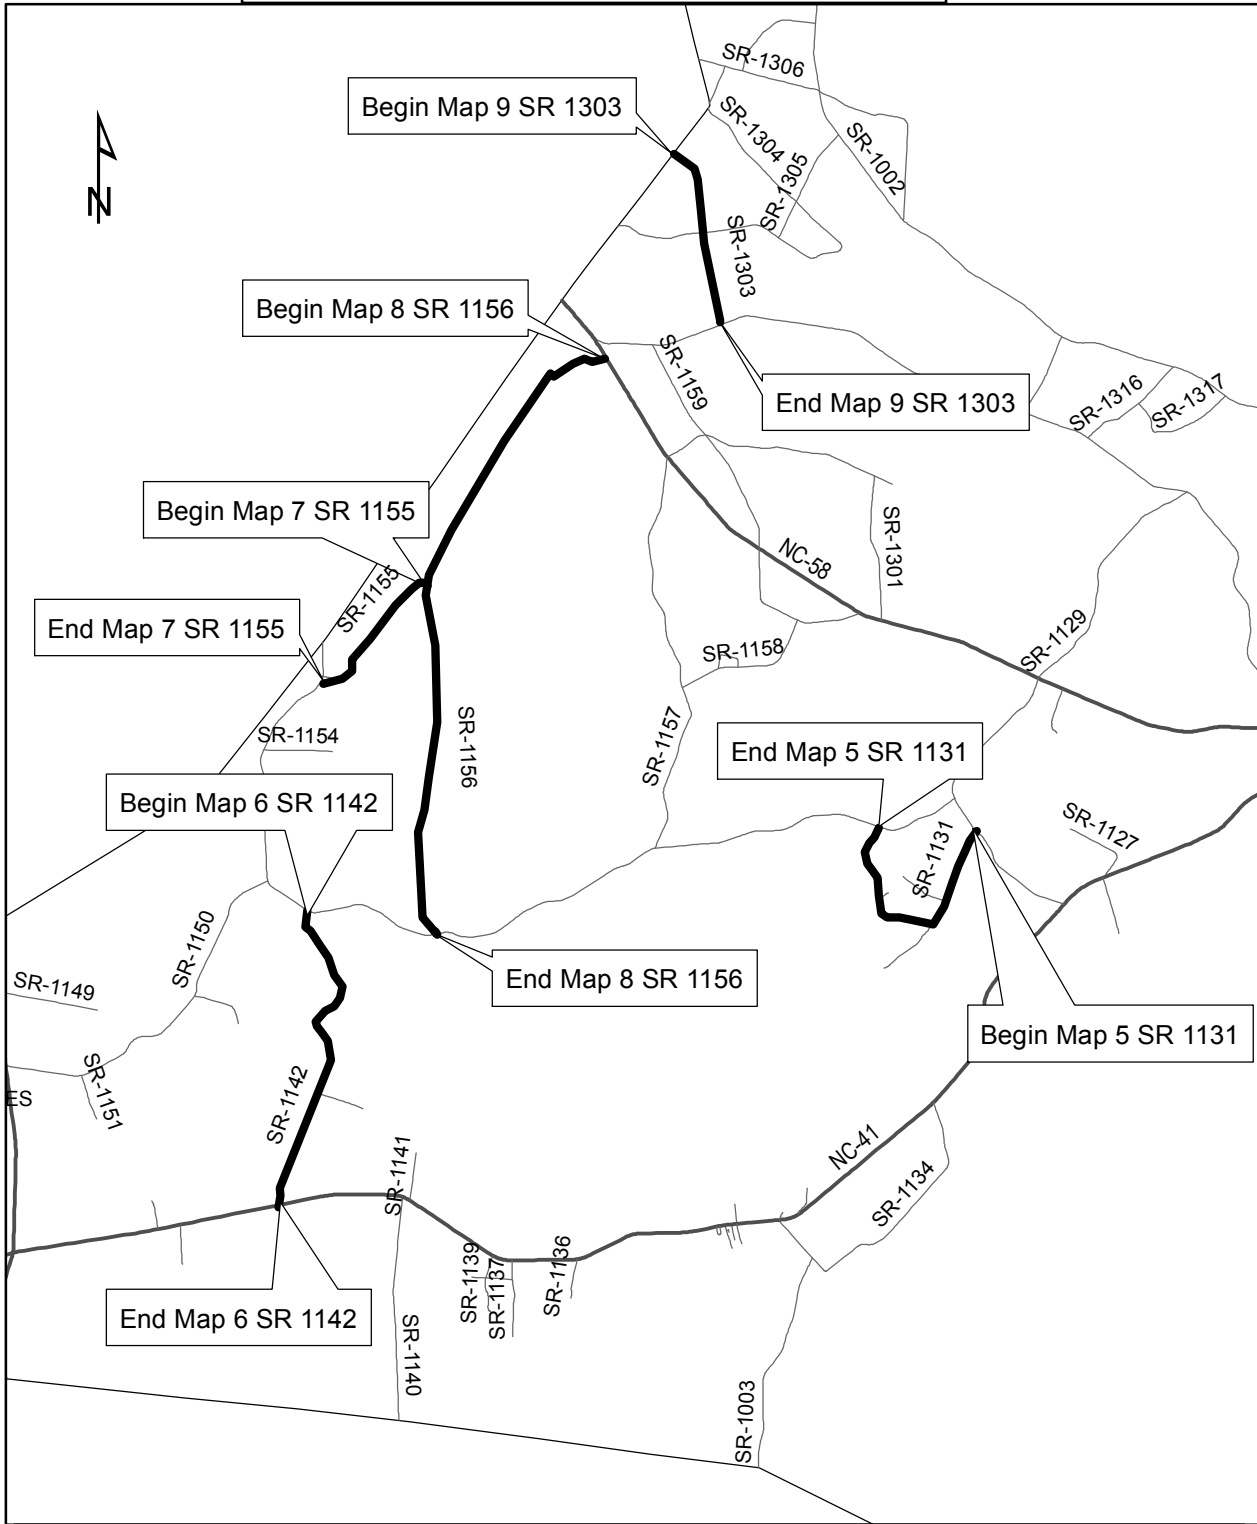 SR-1306
Begin Map 9 SR 1303
SR-1304
SR-1002
SR-1305
N
SR-1303
Begin Map 8 SR 1156
SR-1159
End Map 9 SR 1303
SR-1316
SR-1317
Begin Map 7 SR 1155
SR-1301
NC-58
SR-1155
End Map 7 SR 1155
SR-1158
SR-1129
SR-1154
SR-1156
SR-1157
End Map 5 SR 1131
Begin Map 6 SR 1142
SR-1131
SR-1127
SR-1150
End Map 8 SR 1156
SR-1149
Begin Map 5 SR 1131
SR-1151
ES
SR-1142
SR-1141
NC-41
SR-1134
SR-1139
SR-1137
SR-1136
End Map 6 SR 1142
SR-1140
SR-1003